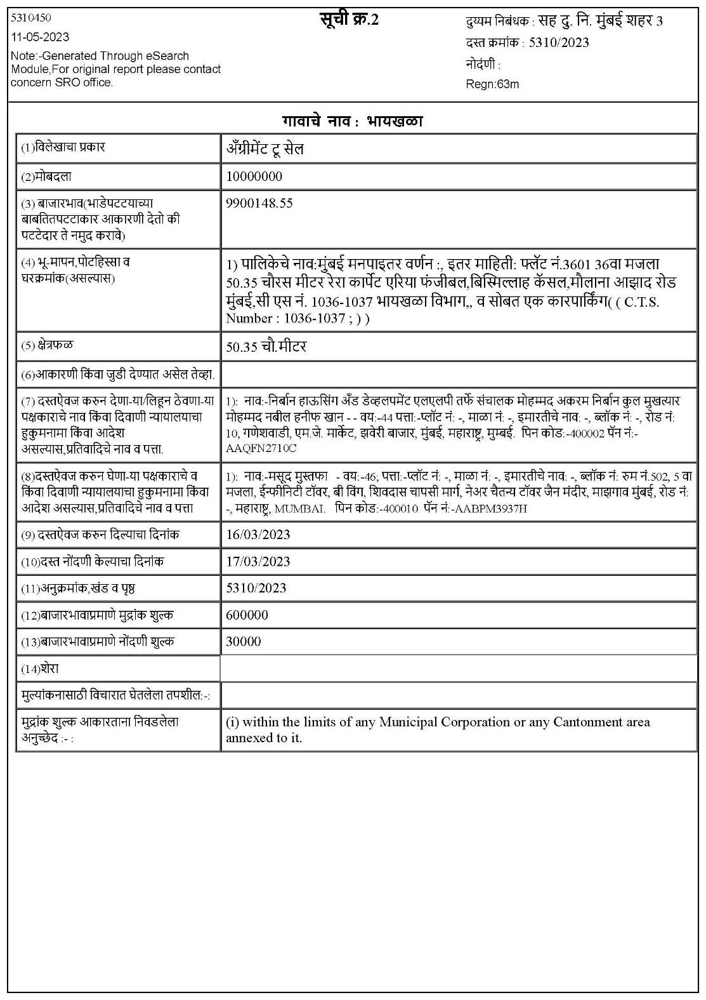 5310450
11-05-2023
Note:-Generated Through eSearch
Module,For original report please contact
concern SRO office.
सूची क्र.2
दुय्यम निबंधक : सह दु. नि. मुंबई शहर 3
दस्त क्रमांक : 5310/2023
नोदंणी :
Regn:63m
गावाचे नाव : भायखळा
(1)विलेखाचा प्रकार
अँग्रीमेंट टू सेल
(2)मोबदला
10000000
(3) बाजारभाव(भाडेपटटयाच्या
बाबतितपटटाकार आकारणी देतो की
पटटेदार ते नमुद करावे)
9900148.55
(4) भू-मापन,पोटहिस्सा व
घरक्रमांक(असल्यास)
1) पालिकेचे नाव:मुंबई मनपाइतर वर्णन :, इतर माहिती: फ्लॅट नं.3601 36वा मजला
50.35 चौरस मीटर रेरा कार्पेट एरिया फंजीबल,बिस्मिल्लाह कॅसल,मौलाना आझाद रोड
मुंबई,सी एस नं. 1036-1037 भायखळा विभाग,, व सोबत एक कारपार्किंग( ( C.T.S.
Number : 1036-1037 ; ) )
(5) क्षेत्रफळ
50.35 चौ.मीटर
(6)आकारणी किंवा जुडी देण्यात असेल तेव्हा.
(7) दस्तऐवज करुन देणा-या/लिहून ठेवणा-या
पक्षकाराचे नाव किंवा दिवाणी न्यायालयाचा
हुकुमनामा किंवा आदेश
असल्यास,प्रतिवादिचे नाव व पत्ता.
1): नाव:-निर्बान हाऊसिंग अँड डेव्हलपमेंट एलएलपी तर्फे संचालक मोहम्मद अकरम निर्बान कुल मुखत्यार
मोहम्मद नबील हनीफ खान - - वय:-44 पत्ता:-प्लॉट नं: -, माळा नं: -, इमारतीचे नाव: -, ब्लॉक नं: -, रोड नं:
10, गणेशवाडी, एम.जे. मार्केट, झवेरी बाजार, मुंबई, महाराष्ट्र, मुम्बई. पिन कोड:-400002 पॅन नं:-
AAQFN2710C
(8)दस्तऐवज करुन घेणा-या पक्षकाराचे व
किंवा दिवाणी न्यायालयाचा हुकुमनामा किंवा
आदेश असल्यास,प्रतिवादिचे नाव व पत्ता
1): नाव:-मसूद मुस्तफा - वय:-46; पत्ता:-प्लॉट नं: -, माळा नं: -, इमारतीचे नाव: -, ब्लॉक नं: रुम नं.502, 5 वा
मजला, ईन्फीनिटी टॉवर, बी विंग, शिवदास चापसी मार्ग, नेअर चैतन्य टॉवर जैन मंदीर, माझगाव मुंबई, रोड नं:
-, महाराष्ट्र, MUMBAI. पिन कोड:-400010 पॅन नं:-AABPM3937H
(9) दस्तऐवज करुन दिल्याचा दिनांक
16/03/2023
(10)दस्त नोंदणी केल्याचा दिनांक
17/03/2023
(11)अनुक्रमांक,खंड व पृष्ठ
5310/2023
(12)बाजारभावाप्रमाणे मुद्रांक शुल्क
600000
(13)बाजारभावाप्रमाणे नोंदणी शुल्क
30000
(14)शेरा
मुल्यांकनासाठी विचारात घेतलेला तपशील:-:
मुद्रांक शुल्क आकारताना निवडलेला
अनुच्छेद :- :
(i) within the limits of any Municipal Corporation or any Cantonment area
annexed to it.